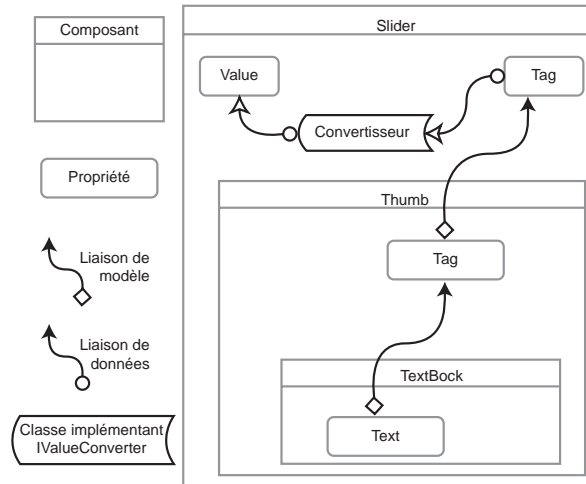 Composant
Propriété
Liaison de
modèle
Liaison de
données
Classe implémentant
IValueConverter
Slider
Value
Tag
Convertisseur
Thumb
Tag
TextBock
Text